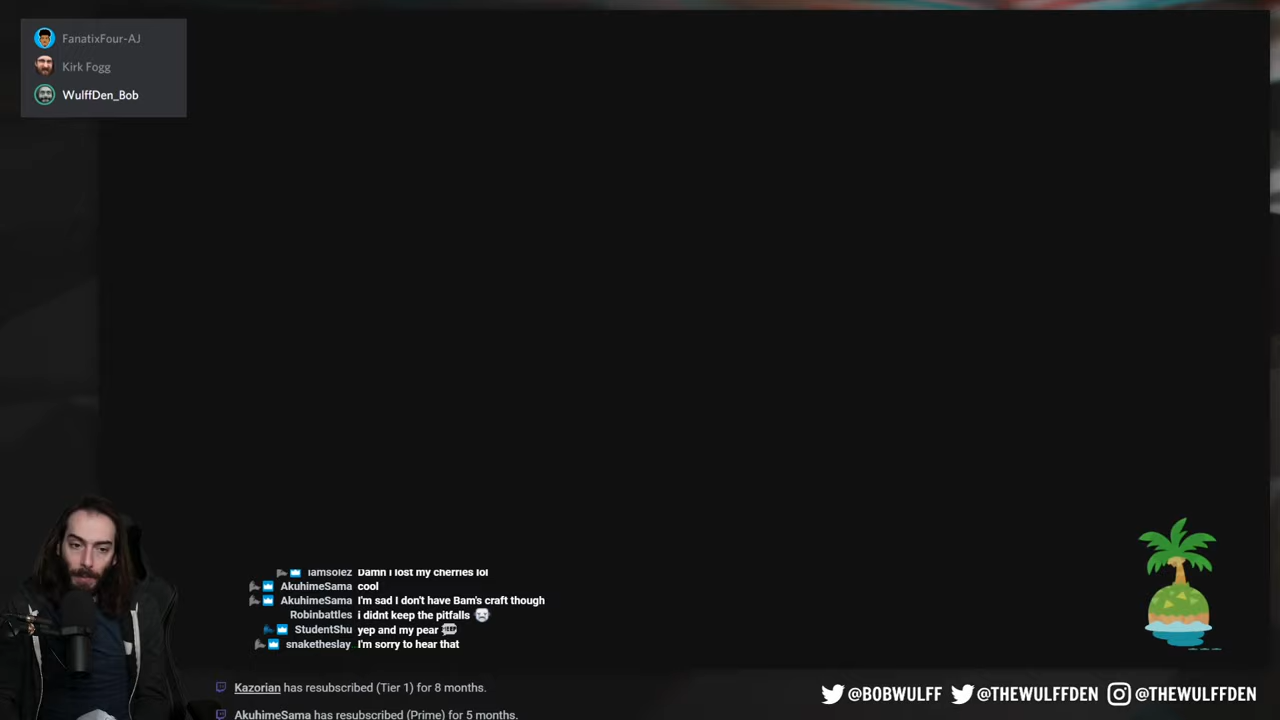 FanatixFour-AJ
Kirk Fogg
WulffDen_Bob
Iamsolez Damn I lost my cherries lol
AkuhimeSama cool
AkuhimeSama I'm sad I don't have Bam's craft though
Robinbattles i didnt keep the pitfalls
StudentShu yep and my pear
snaketheslay I'm sorry to hear that
Kazorian has resubscribed (Tier 1) for 8 months.
AkuhimeSama has resubscribed (Prime) for 5 months.
@BOBWULFF @THEWULFFDEN @THEWULFFDEN